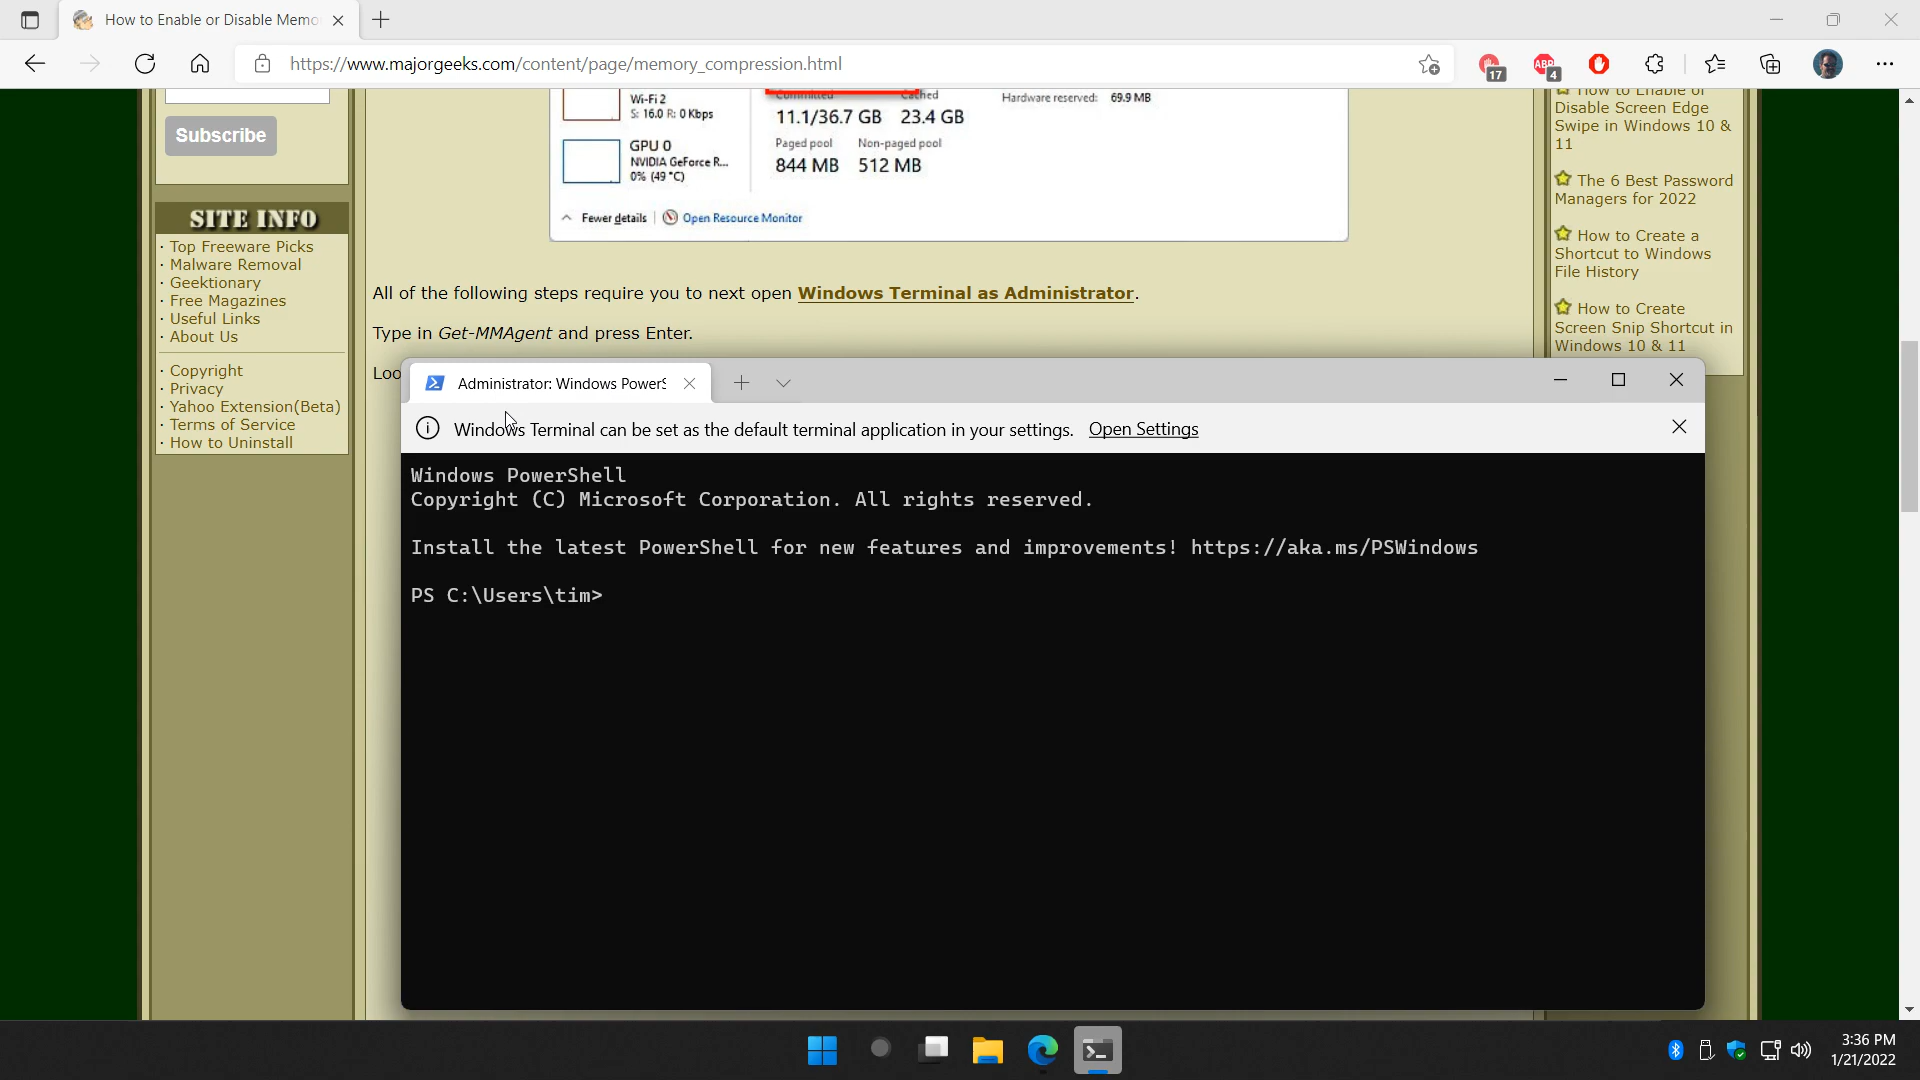 How to Enable or Disable Memo
https://www.majorgeeks.com/content/page/memory_compression.html
17
ABP
4
Subscribe
SITE INFO
· Top Freeware Picks
· Malware Removal
· Geektionary
· Free Magazines
· Useful Links
· About Us
· Copyright
· Privacy
· Yahoo Extension(Beta)
· Terms of Service
· How to Uninstall
Wi-Fi 2
S: 16.0 R: 0 Kbps
GPU 0
NVIDIA GeForce R...
0% (49 °C)
Committed Cached
11.1/36.7 GB 23.4 GB
Paged pool Non-paged pool
844 MB 512 MB
Hardware reserved: 69.9 MB
Fewer details Open Resource Monitor
All of the following steps require you to next open Windows Terminal as Administrator.
Type in Get-MMAgent and press Enter.
Loo
How to Enable or
Disable Screen Edge
Swipe in Windows 10 &
11
The 6 Best Password
Managers for 2022
How to Create a
Shortcut to Windows
File History
How to Create
Screen Snip Shortcut in
Windows 10 & 11
Administrator: Windows PowerS
Windows Terminal can be set as the default terminal application in your settings. Open Settings
Windows PowerShell
Copyright (C) Microsoft Corporation. All rights reserved.
Install the latest PowerShell for new features and improvements! https://aka.ms/PSWindows
PS C:\Users\tim>
3:36 PM
1/21/2022